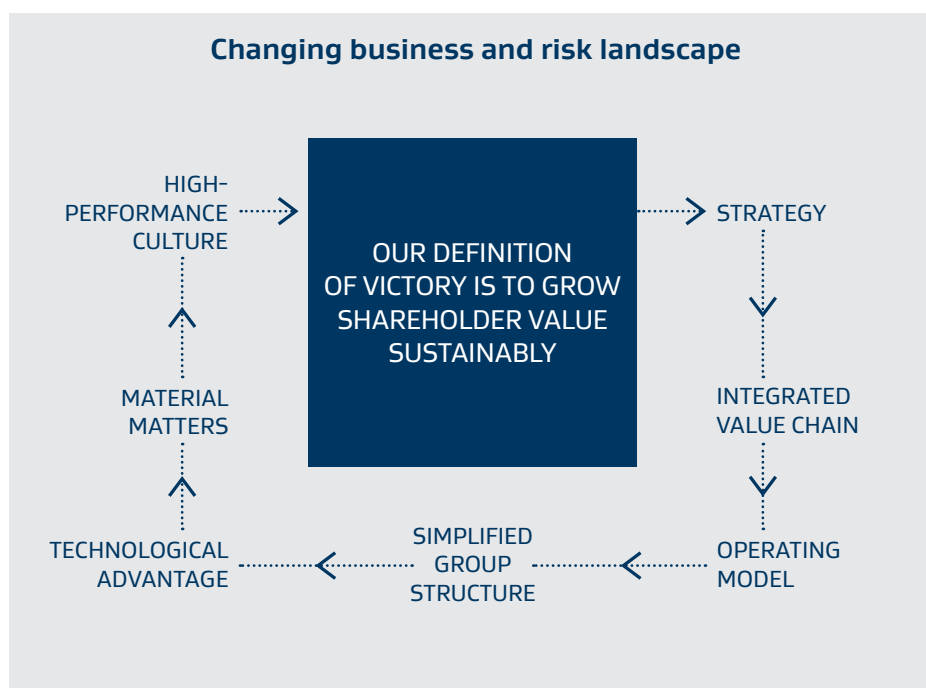 Changing business and risk landscape
HIGH-
PERFORMANCE
CULTURE
OUR DEFINITION
OF VICTORY IS TO GROW
SHAREHOLDER VALUE
SUSTAINABLY
STRATEGY
MATERIAL
MATTERS
INTEGRATED
VALUE CHAIN
TECHNOLOGICAL
ADVANTAGE
SIMPLIFIED
GROUP
STRUCTURE
OPERATING
MODEL